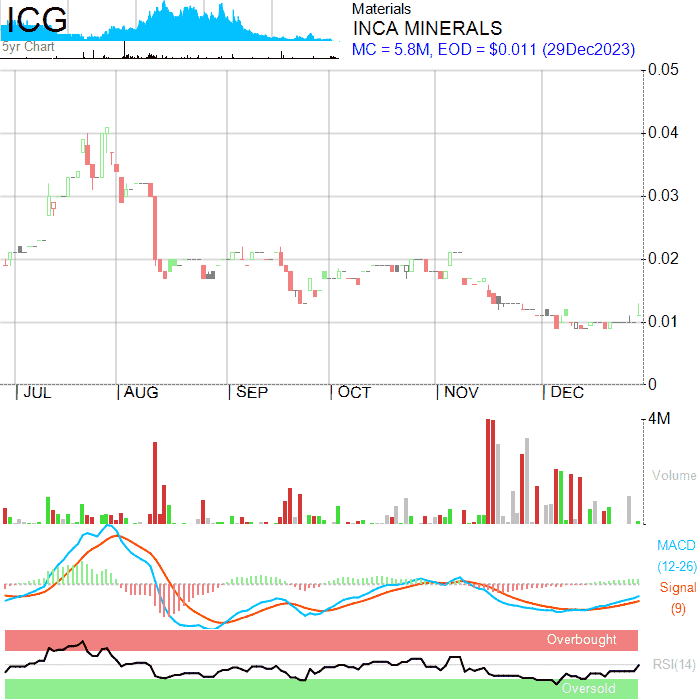 ICG
5yr Chart
Materials
INCA MINERALS
MC = 5.8M, EOD = $0.011 (29Dec2023)
0.05
0.04
0.03
0.02
0.01
0
JUL AUG SEP OCT NOV DEC
4M
Volume
MACD
(12-26)
Signal
(9)
Overbought
RSI(14)
Oversold